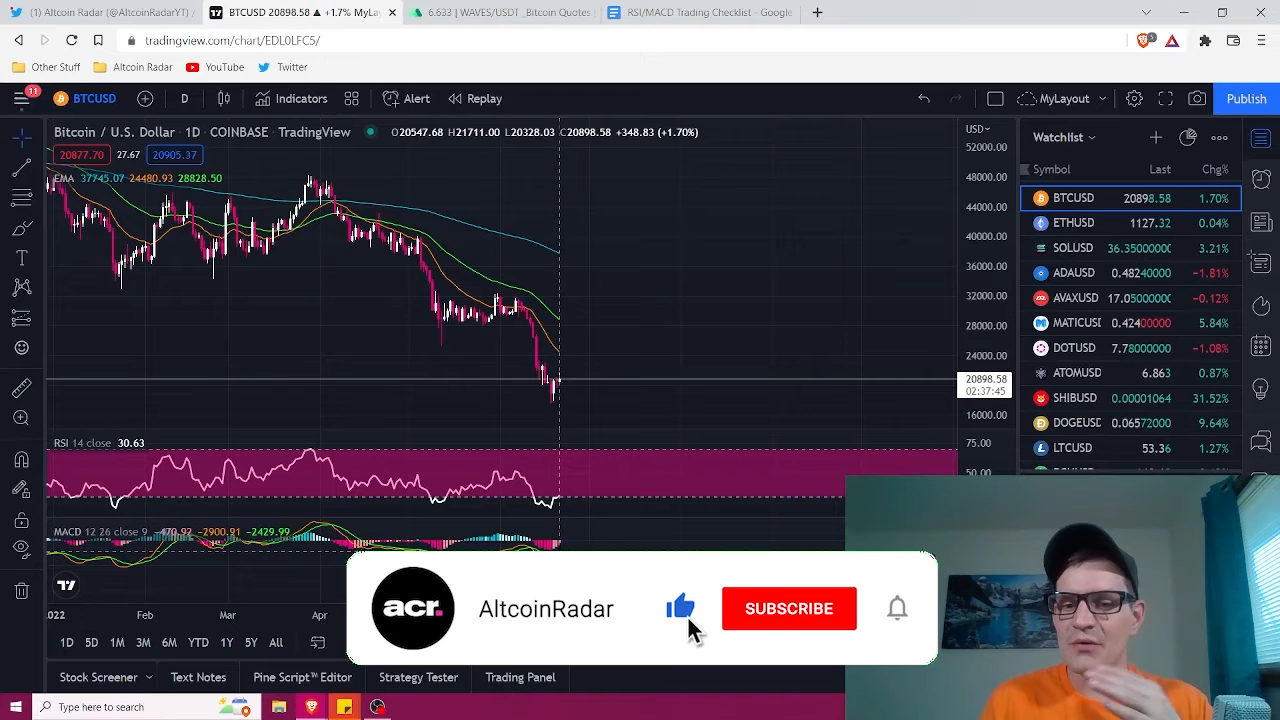 (1) AltcoinRadar (@AltcoinRadarYT) /
BTCUSD 20898.58 ▲ +1.7% MyLay
6.633 | WAVES/USDT _Bitcoin Quotes
RSI/MACD Trading Checklist - Google
tradingview.com/chart/EDL0LFC5/
5
Other Stuff
Altcoin Radar
YouTube
Twitter
11
BTCUSD
D
Indicators
Alert
Replay
MyLayout
Publish
Bitcoin / U.S. Dollar · 1D · COINBASE · TradingView
O20547.68 H21711.00 L20328.03 C20898.58 +348.83 (+1.70%)
20877.70 27.67 20905.37
EMA 37745.07 24480.93 28828.50
USD
52000.00
48000.00
44000.00
40000.00
36000.00
32000.00
28000.00
24000.00
20898.58
02:37:45
16000.00
75.00
50.00
Watchlist
Symbol Last Chg%
BTCUSD 20898.58 1.70%
ETHUSD 1127.32 0.04%
SOLUSD 36.35000000 3.21%
ADAUSD 0.48240000 −1.81%
AVAXUSD 17.05000000 −0.12%
MATICUSD 0.42400000 5.84%
DOTUSD 7.78000000 −1.08%
ATOMUSD 6.863 0.87%
SHIBUSD 0.00001064 31.52%
DOGEUSD 0.06572000 9.64%
LTCUSD 53.36 1.27%
RSI 14 close 30.63
MACD 12 26 close 9 −470.92 −2900.91 −2429.99
2022 Feb Mar Apr
1D 5D 1M 3M 6M YTD 1Y 5Y All
acr.
AltcoinRadar
SUBSCRIBE
Stock Screener
Text Notes
Pine Script™ Editor
Strategy Tester
Trading Panel
Type here to search